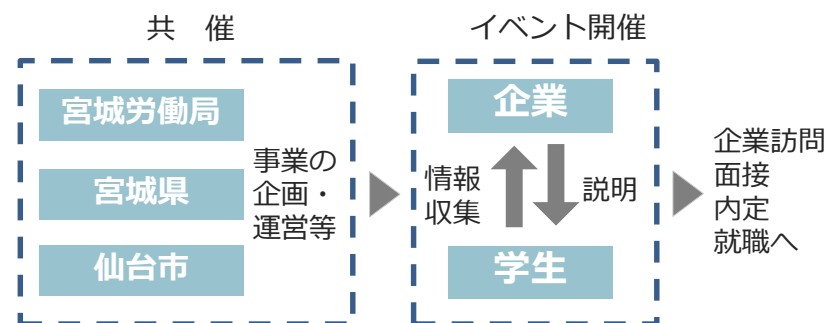 共　催
宮城労働局
宮城県
仙台市
事業の
企画・
運営等
イベント開催
企業
情報
収集
説明
学生
企業訪問
面接
内定
就職へ